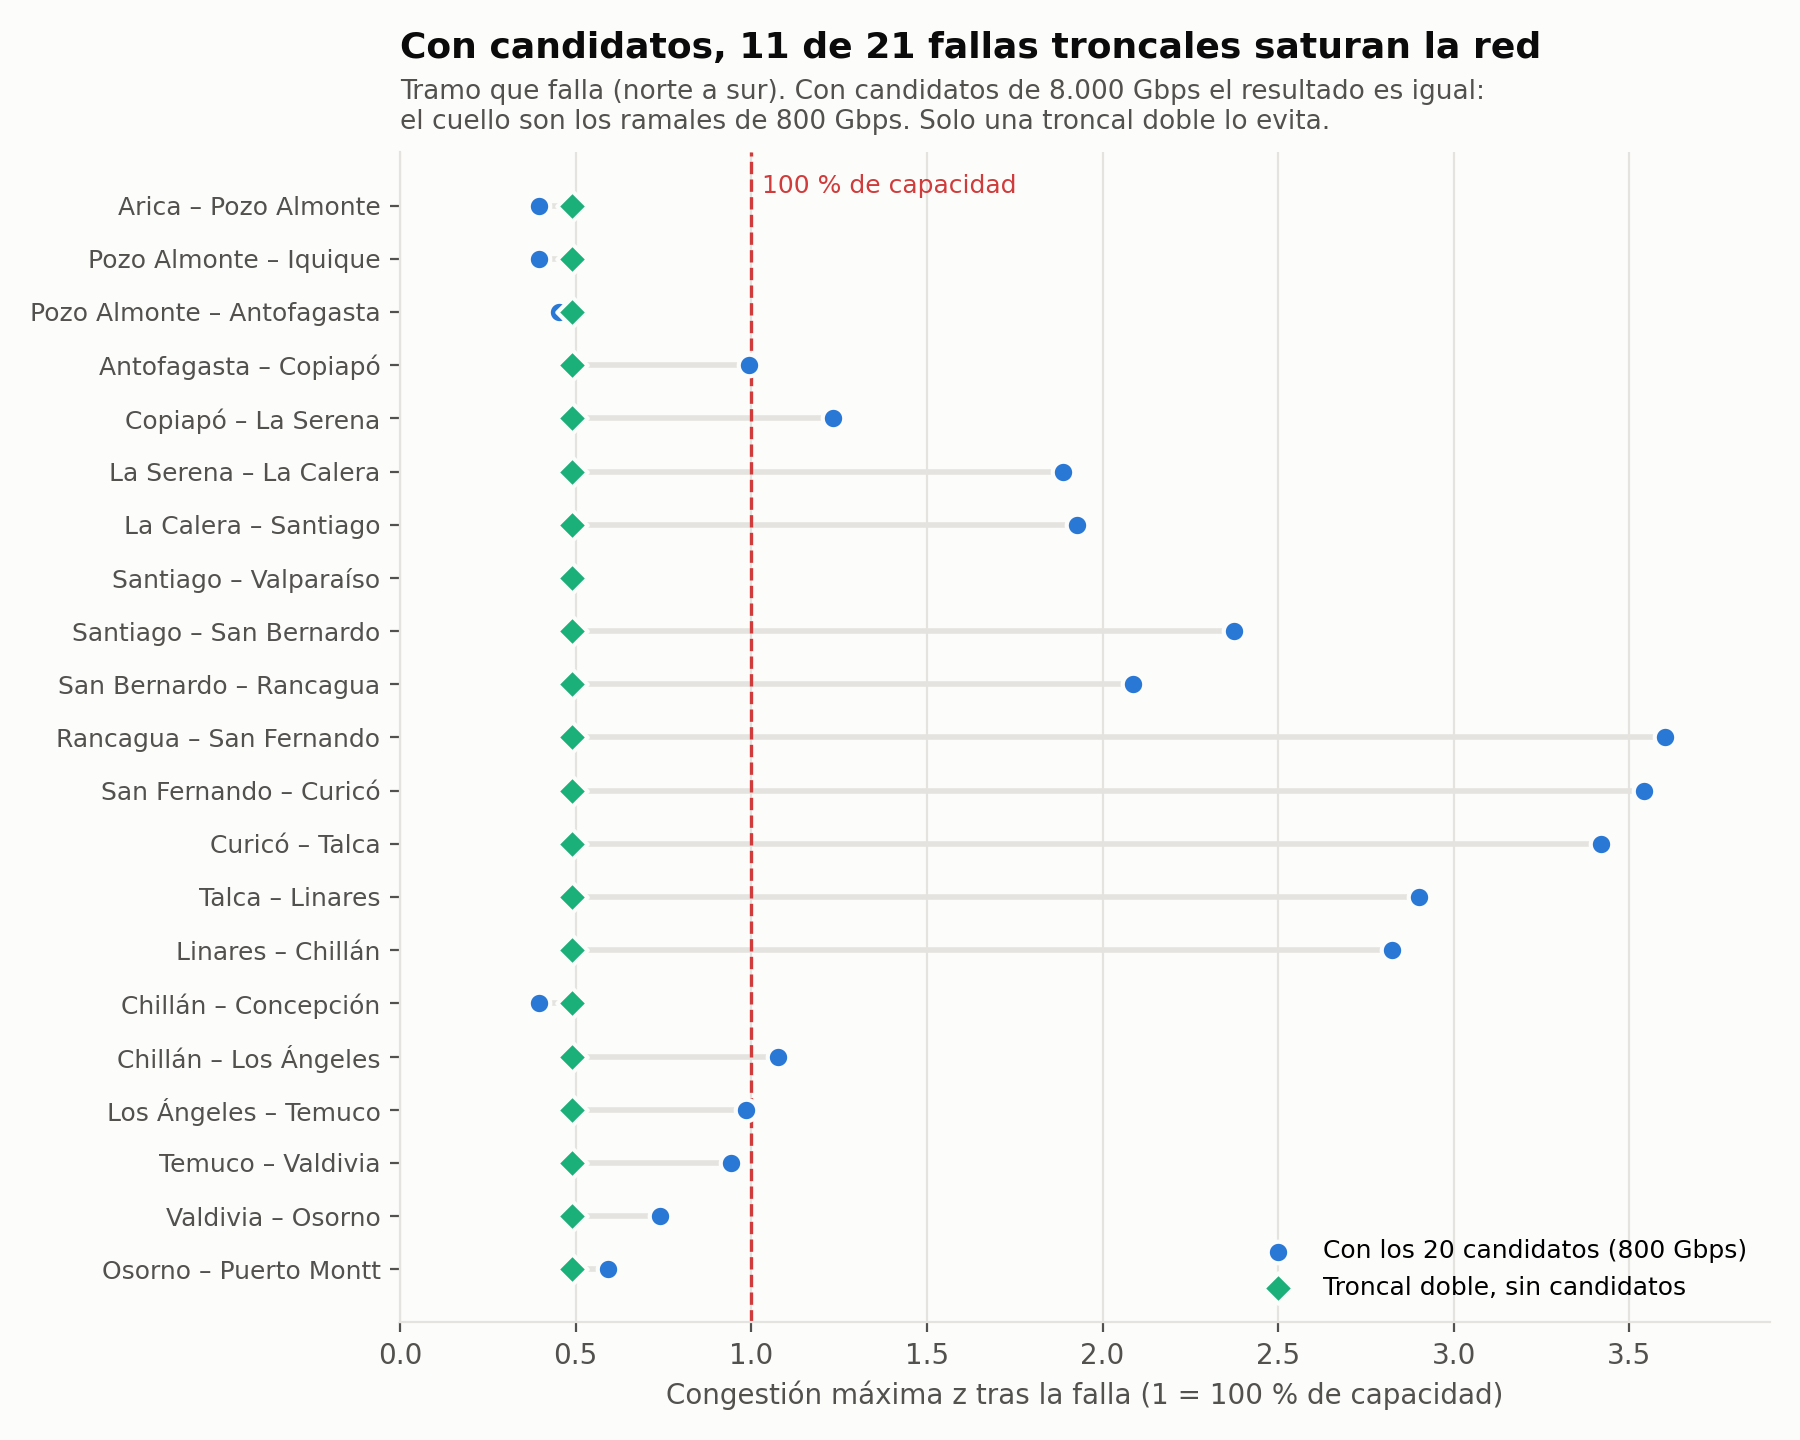 Con candidatos, 11 de 21 fallas troncales saturan la red
Tramo que falla (norte a sur). Con candidatos de 8.000 Gbps el resultado es igual:
el cuello son los ramales de 800 Gbps. Solo una troncal doble lo evita.
100 % de capacidad
Arica – Pozo Almonte
Pozo Almonte – Iquique
Pozo Almonte – Antofagasta
Antofagasta – Copiapó
Copiapó – La Serena
La Serena – La Calera
La Calera – Santiago
Santiago – Valparaíso
Santiago – San Bernardo
San Bernardo – Rancagua
Rancagua – San Fernando
San Fernando – Curicó
Curicó – Talca
Talca – Linares
Linares – Chillán
Chillán – Concepción
Chillán – Los Ángeles
Los Ángeles – Temuco
Temuco – Valdivia
Valdivia – Osorno
Osorno – Puerto Montt
Con los 20 candidatos (800 Gbps)
Troncal doble, sin candidatos
0.0 0.5 1.0 1.5 2.0 2.5 3.0 3.5
Congestión máxima z tras la falla (1 = 100 % de capacidad)